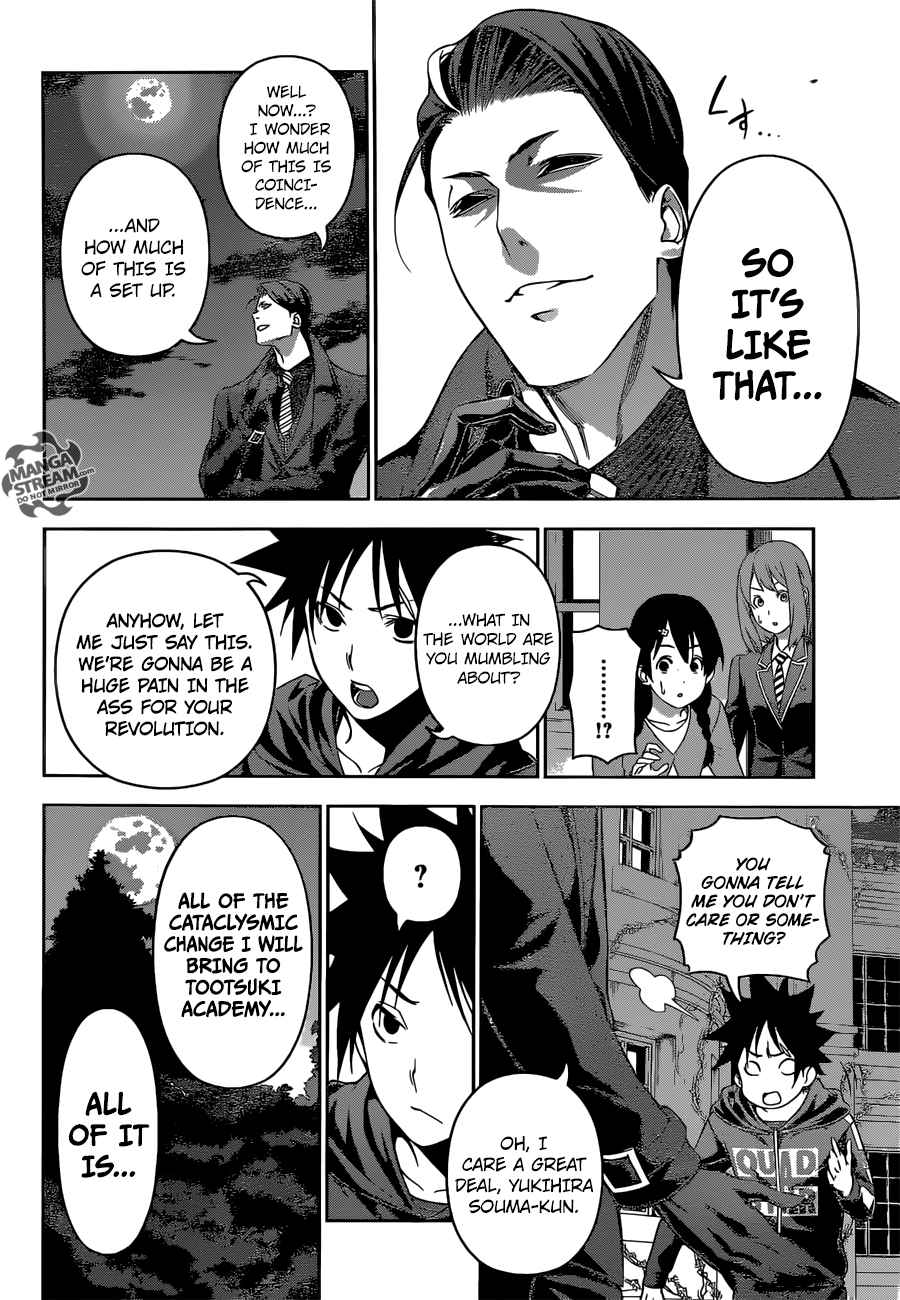 くす...
SO
IT'S
LIKE
THAT...
WELL
NOW...?
I WONDER
HOW MUCH
OF THIS IS
COINCI-
DENCE...
...AND
HOW MUCH
OF THIS IS
A SET UP.
MANGA
STREAM.com
DO NOT MIRROR
.........
!?
...WHAT IN
THE WORLD ARE
YOU MUMBLING
ABOUT?
ANYHOW, LET
ME JUST SAY THIS.
WE'RE GONNA BE A
HUGE PAIN IN THE
ASS FOR YOUR
REVOLUTION.
YOU
GONNA TELL
ME YOU DON'T
CARE OR SOME-
THING?
QUAD
OH, I
CARE A GREAT
DEAL, YUKIHIRA
SOUMA-KUN.
?
ALL OF THE
CATACLYSMIC
CHANGE I WILL
BRING TO
TOOTSUKI
ACADEMY...
ALL
OF IT
IS...